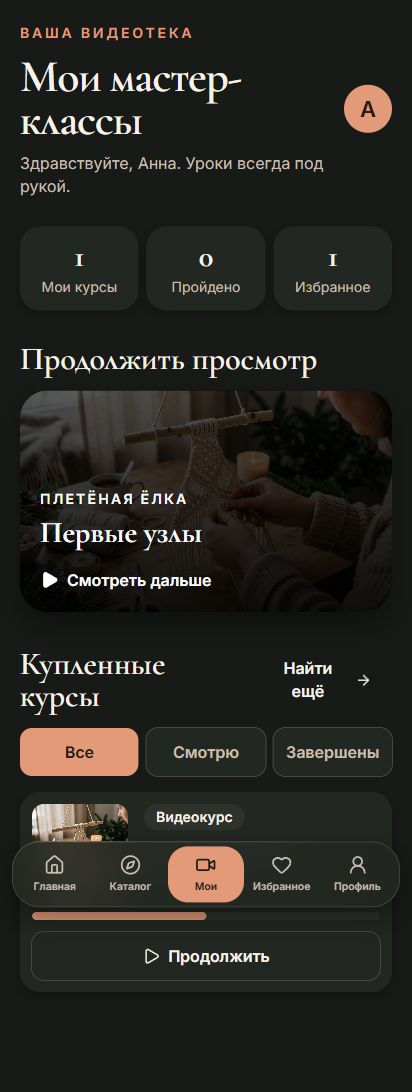 ВАША ВИДЕОТЕКА
Мои мастер-
классы
А
Здравствуйте, Анна. Уроки всегда под
рукой.
1
Мои курсы
0
Пройдено
1
Избранное
Продолжить просмотр
ПЛЕТЁНАЯ ЁЛКА
Первые узлы
Смотреть дальше
Купленные
курсы
Найти
ещё
Все
Смотрю
Завершены
Видеокурс
Главная
Каталог
Мои
Избранное
Профиль
Продолжить